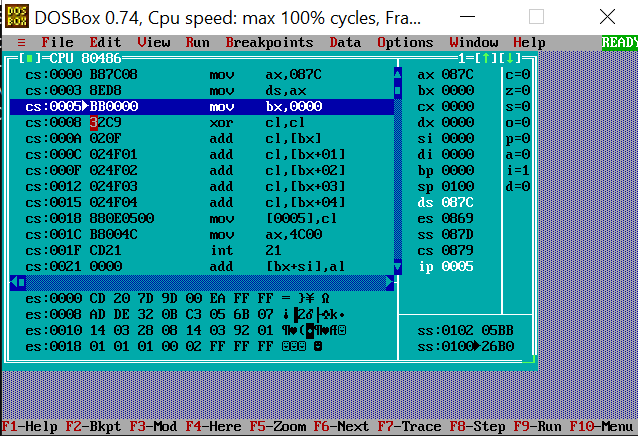 DOS BOX DOSBox 0.74, Cpu speed: max 100% cycles, Fra...
≡ File Edit View Run Breakpoints Data Options Window Help READY
[■]=CPU 80486 1=[↑][↓]
cs:0000 B87C08 mov ax,087C ax 087C c=0
cs:0003 8ED8 mov ds,ax bx 0000 z=0
cs:0005►BB0000 mov bx,0000 cx 0000 s=0
cs:0008 32C9 xor cl,cl dx 0000 o=0
cs:000A 020F add cl,[bx] si 0000 p=0
cs:000C 024F01 add cl,[bx+01] di 0000 a=0
cs:000F 024F02 add cl,[bx+02] bp 0000 i=1
cs:0012 024F03 add cl,[bx+03] sp 0100 d=0
cs:0015 024F04 add cl,[bx+04] ds 087C
cs:0018 880E0500 mov [0005],cl es 0869
cs:001C B8004C mov ax,4C00 ss 087D
cs:001F CD21 int 21 cs 0879
cs:0021 0000 add [bx+si],al ip 0005
es:0000 CD 20 7D 9D 00 EA FF FF = }¥ Ω
es:0008 AD DE 32 0B C3 05 6B 07
es:0010 14 03 28 08 14 03 92 01 ss:0102 05BB
es:0018 01 01 01 00 02 FF FF FF ss:0100►26B0
F1-Help F2-Bkpt F3-Mod F4-Here F5-Zoom F6-Next F7-Trace F8-Step F9-Run F10-Menu